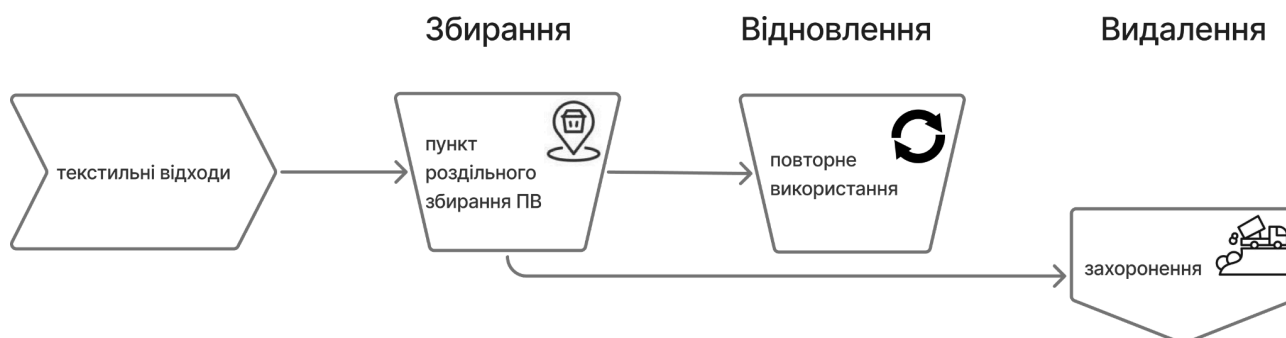 Збирання
Відновлення
Видалення
текстильні відходи
пункт
роздільного
збирання ПВ
повторне
використання
захоронення